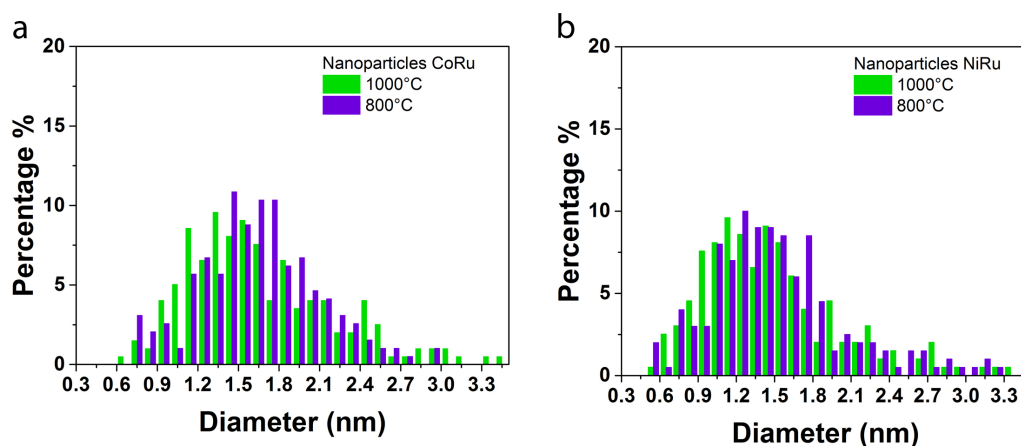 a
20
15
10
5
0
Percentage %
Nanoparticles CoRu
1000°C
800°C
0.3 0.6 0.9 1.2 1.5 1.8 2.1 2.4 2.7 3.0 3.3
Diameter (nm)
b
20
15
10
5
0
Percentage %
Nanoparticles NiRu
1000°C
800°C
0.3 0.6 0.9 1.2 1.5 1.8 2.1 2.4 2.7 3.0 3.3
Diameter (nm)